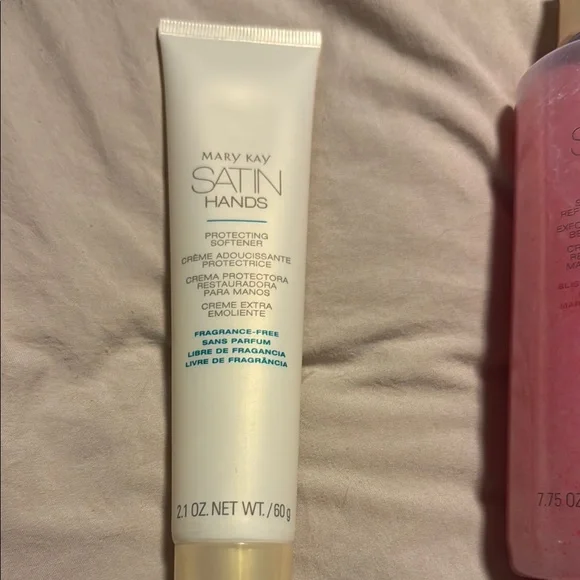 MARY KAY
SATIN
HANDS
PROTECTING
SOFTENER
CRÈME ADOUCISSANTE
PROTECTRICE
CREMA PROTECTORA
RESTAURADORA
PARA MANOS
CREME EXTRA
EMOLIENTE
FRAGRANCE-FREE
SANS PARFUM
LIBRE DE FRAGANCIA
LIVRE DE FRAGRÂNCIA
2.1 OZ. NET WT./60 g
7.75 OZ